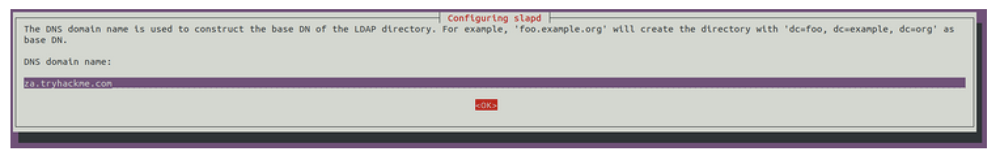 Configuring slapd
The DNS domain name is used to construct the base DN of the LDAP directory. For example, 'foo.example.org' will create the directory with 'dc=foo, dc=example, dc=org' as
base DN.
DNS domain name:
za.tryhackme.com
<OK>